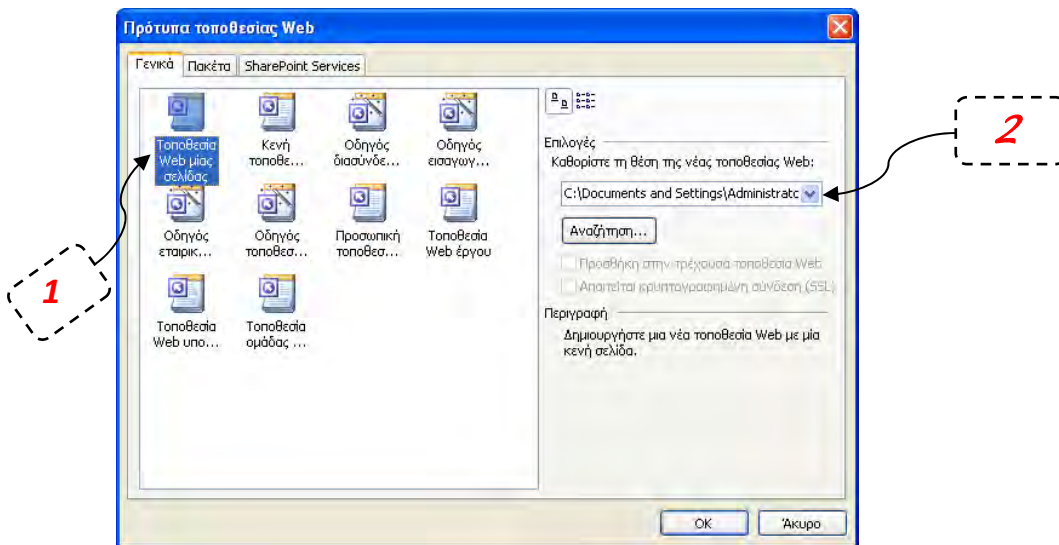 Πρότυπα τοποθεσίας Web
Γενικά Πακέτα SharePoint Services
Τοποθεσία Web μίας σελίδας
Κενή τοποθε...
Οδηγός διασύνδε...
Οδηγός εισαγωγ...
Οδηγός εταιρικ...
Οδηγός τοποθεσ...
Προσωπική τοποθεσ...
Τοποθεσία Web έργου
Τοποθεσία Web υπο...
Τοποθεσία ομάδας ...
Επιλογές
Καθορίστε τη θέση της νέας τοποθεσίας Web:
C:\Documents and Settings\Administratc
Αναζήτηση...
Προσθήκη στην τρέχουσα τοποθεσία Web
Απαιτείται κρυπτογραφημένη σύνδεση (SSL)
Περιγραφή
Δημιουργήστε μια νέα τοποθεσία Web με μία
κενή σελίδα.
OK Άκυρο
1
2